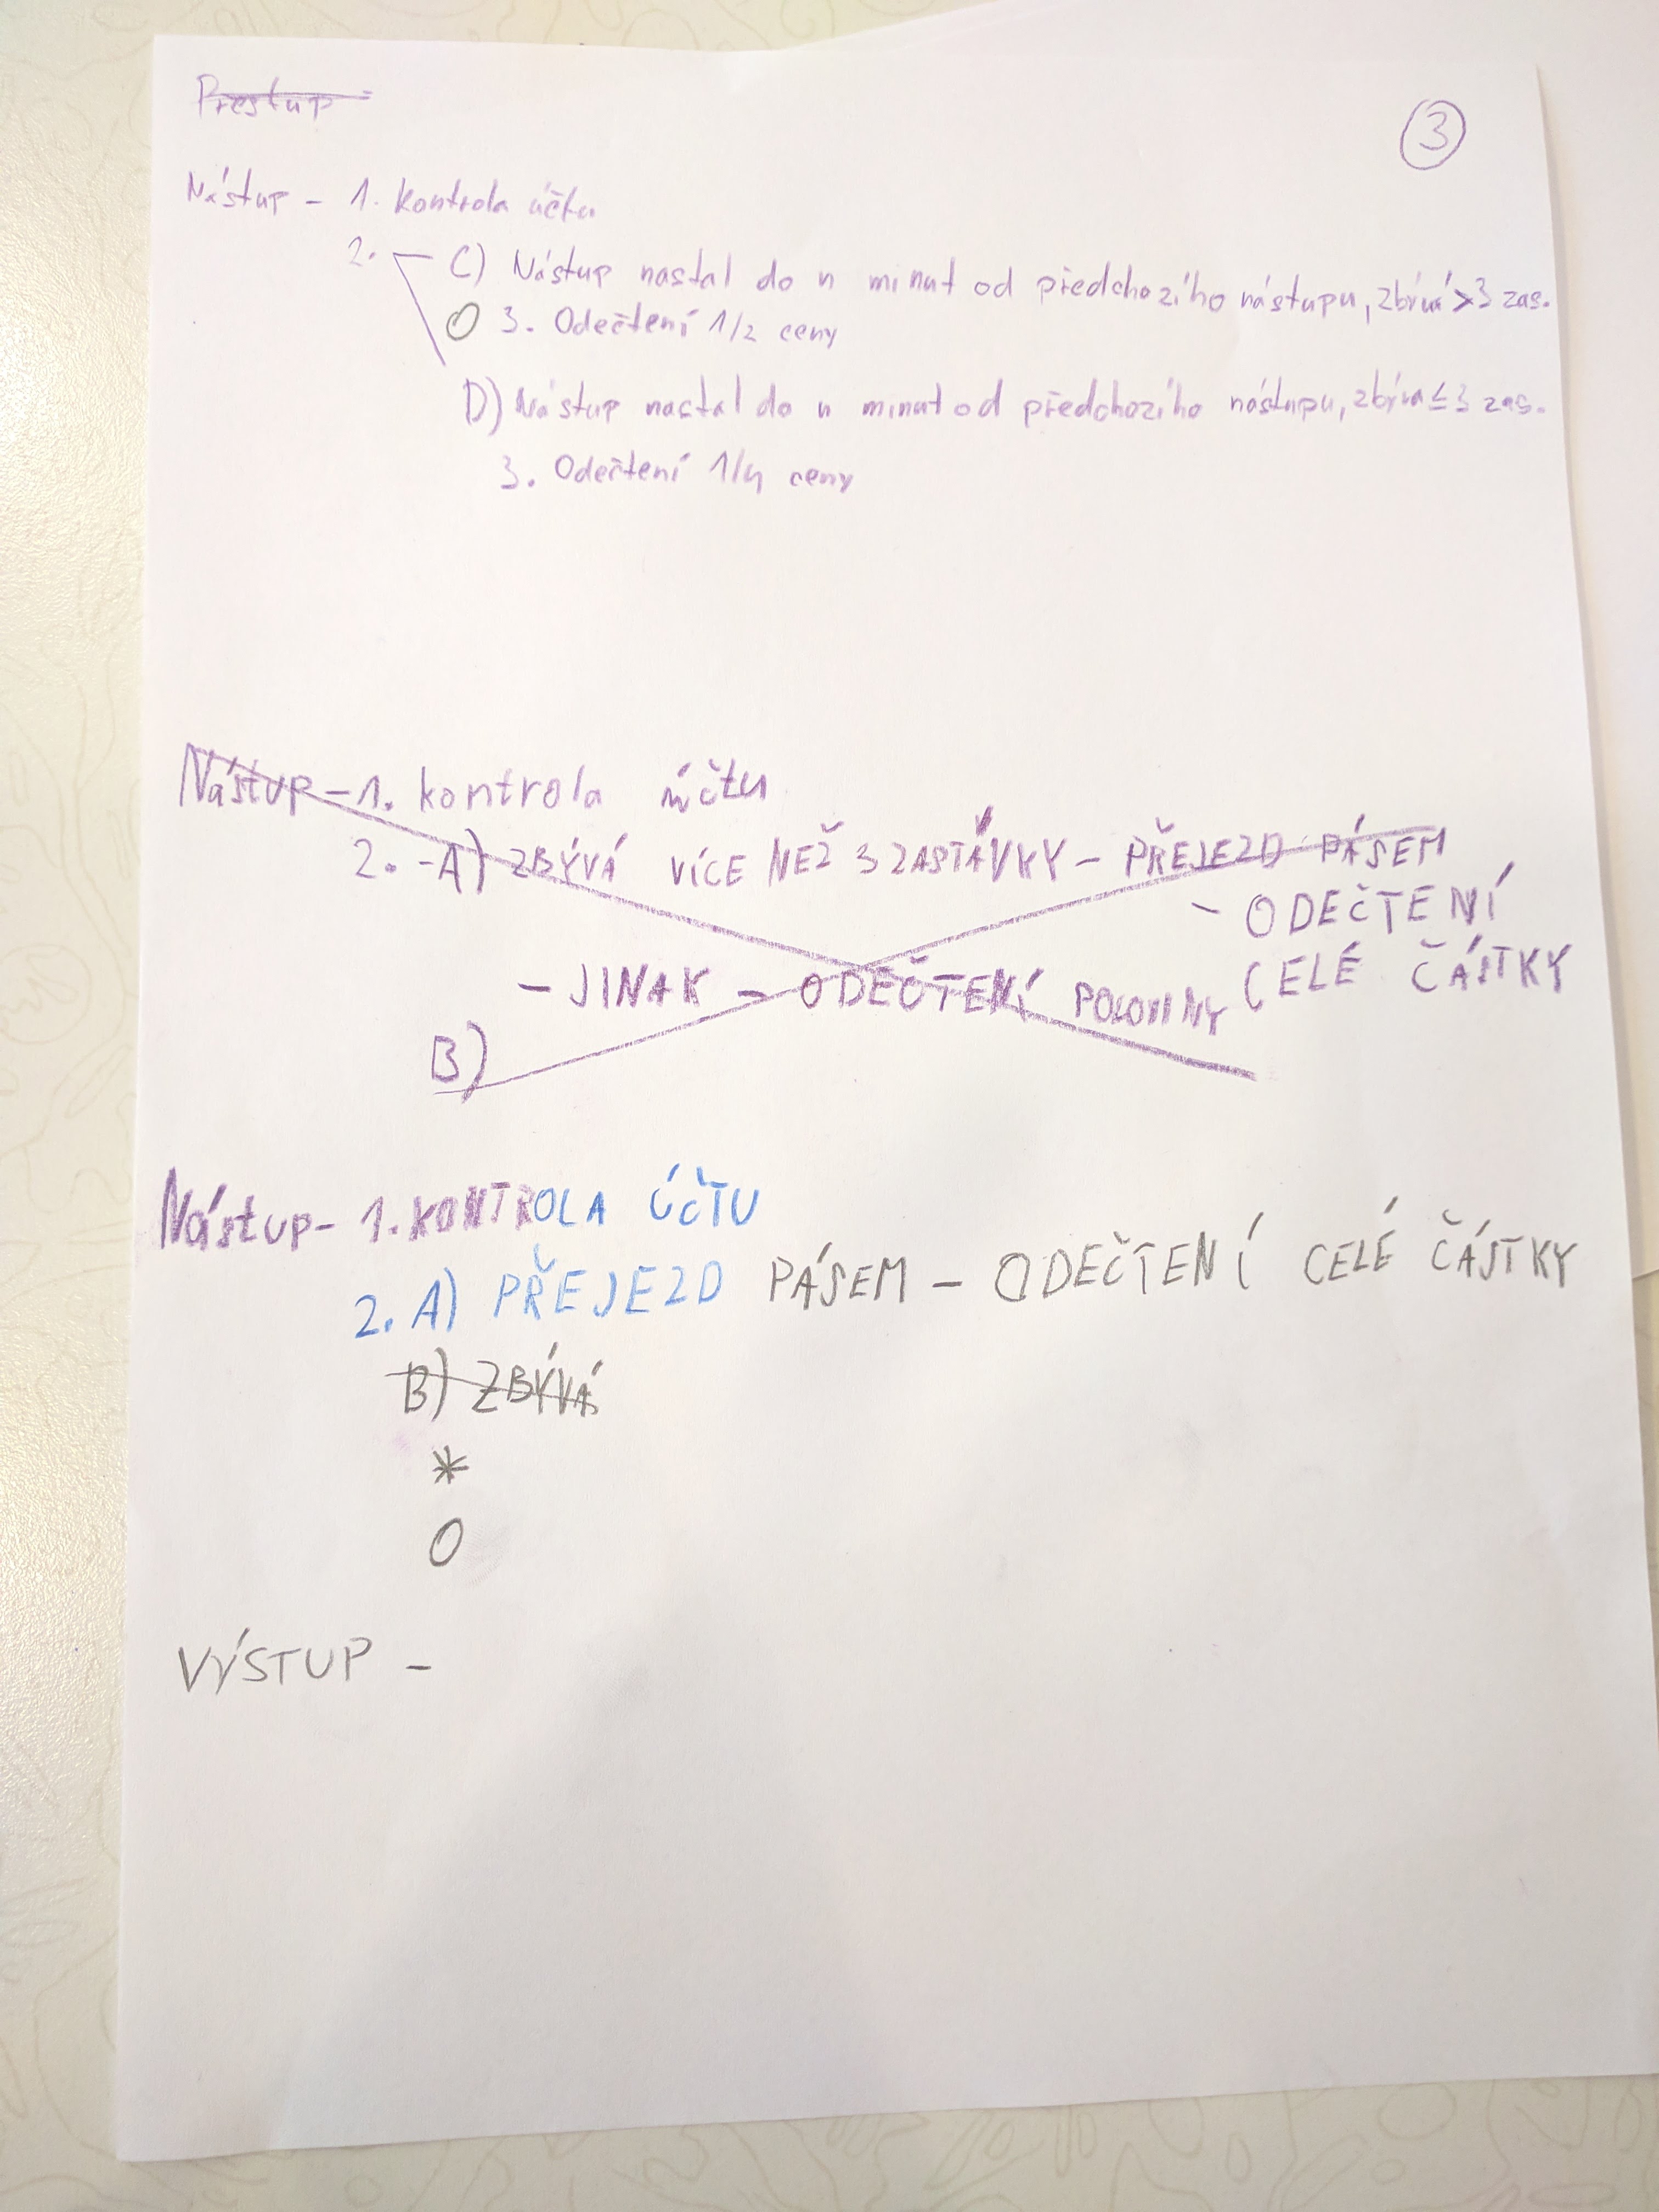 Přestup
3
Nástup - 1. kontrola účtu
2. C) Nástup nastal do n minut od předchozího nástupu, zbývá > 3 zas.
O 3. Odečtení 1/2 ceny
D) Nástup nastal do n minut od předchozího nástupu, zbývá ≤ 3 zas.
3. Odečtení 1/4 ceny
Nástup - 1. kontrola účtu
2. - A) ZBÝVÁ VÍCE NEŽ 3 ZASTÁVKY - PŘEJEZD PÁSEM
- ODEČTENÍ
CELÉ ČÁSTKY
- JINAK - ODEČTENÍ POLOVINY
B)
Nástup - 1. KONTROLA ÚČTU
2. A) PŘEJEZD PÁSEM - ODEČTENÍ CELÉ ČÁSTKY
B) ZBÝVÁ
*
O
VÝSTUP -